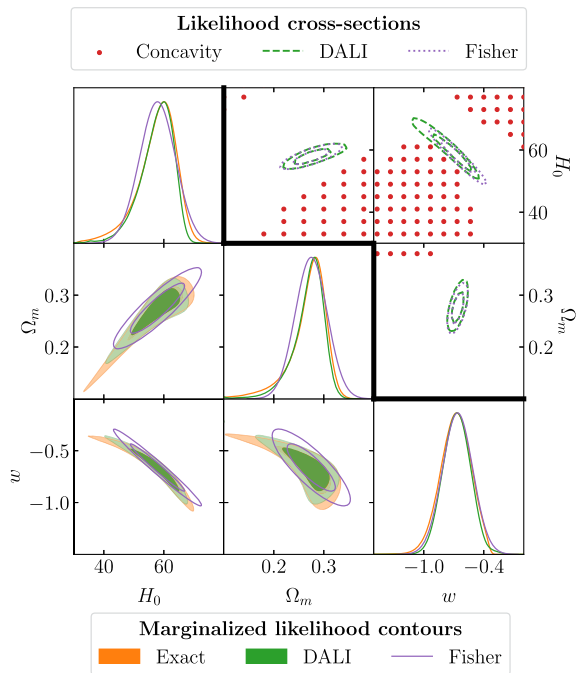 Likelihood cross-sections
Concavity DALI Fisher
60
40
H₀
0.3
0.2
Ωₘ
0.3
0.2
Ωₘ
−0.5
−1.0
w
40 60
0.2 0.3
−1.0 −0.4
H₀ Ωₘ w
Marginalized likelihood contours
Exact DALI Fisher